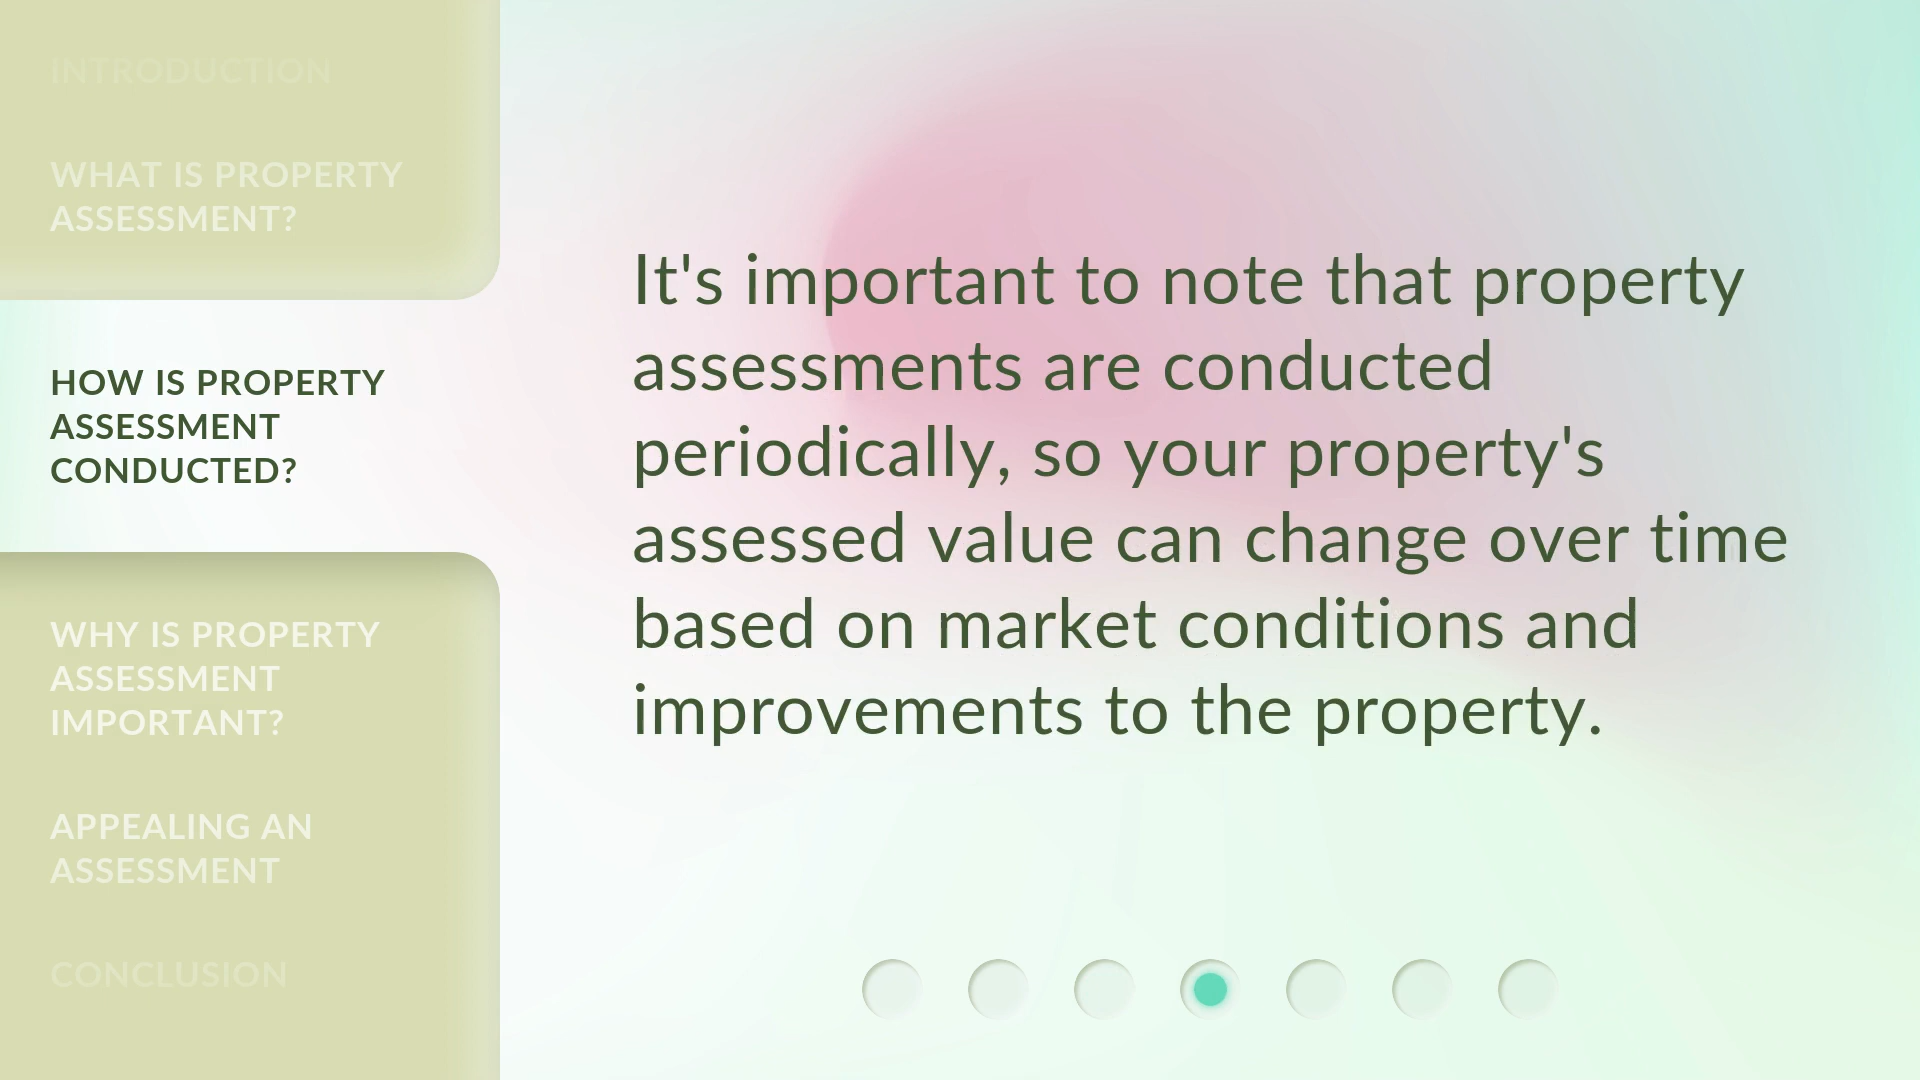 INTRODUCTION
WHAT IS PROPERTY
ASSESSMENT?
HOW IS PROPERTY
ASSESSMENT
CONDUCTED?
WHY IS PROPERTY
ASSESSMENT
IMPORTANT?
APPEALING AN
ASSESSMENT
CONCLUSION
It's important to note that property
assessments are conducted
periodically, so your property's
assessed value can change over time
based on market conditions and
improvements to the property.